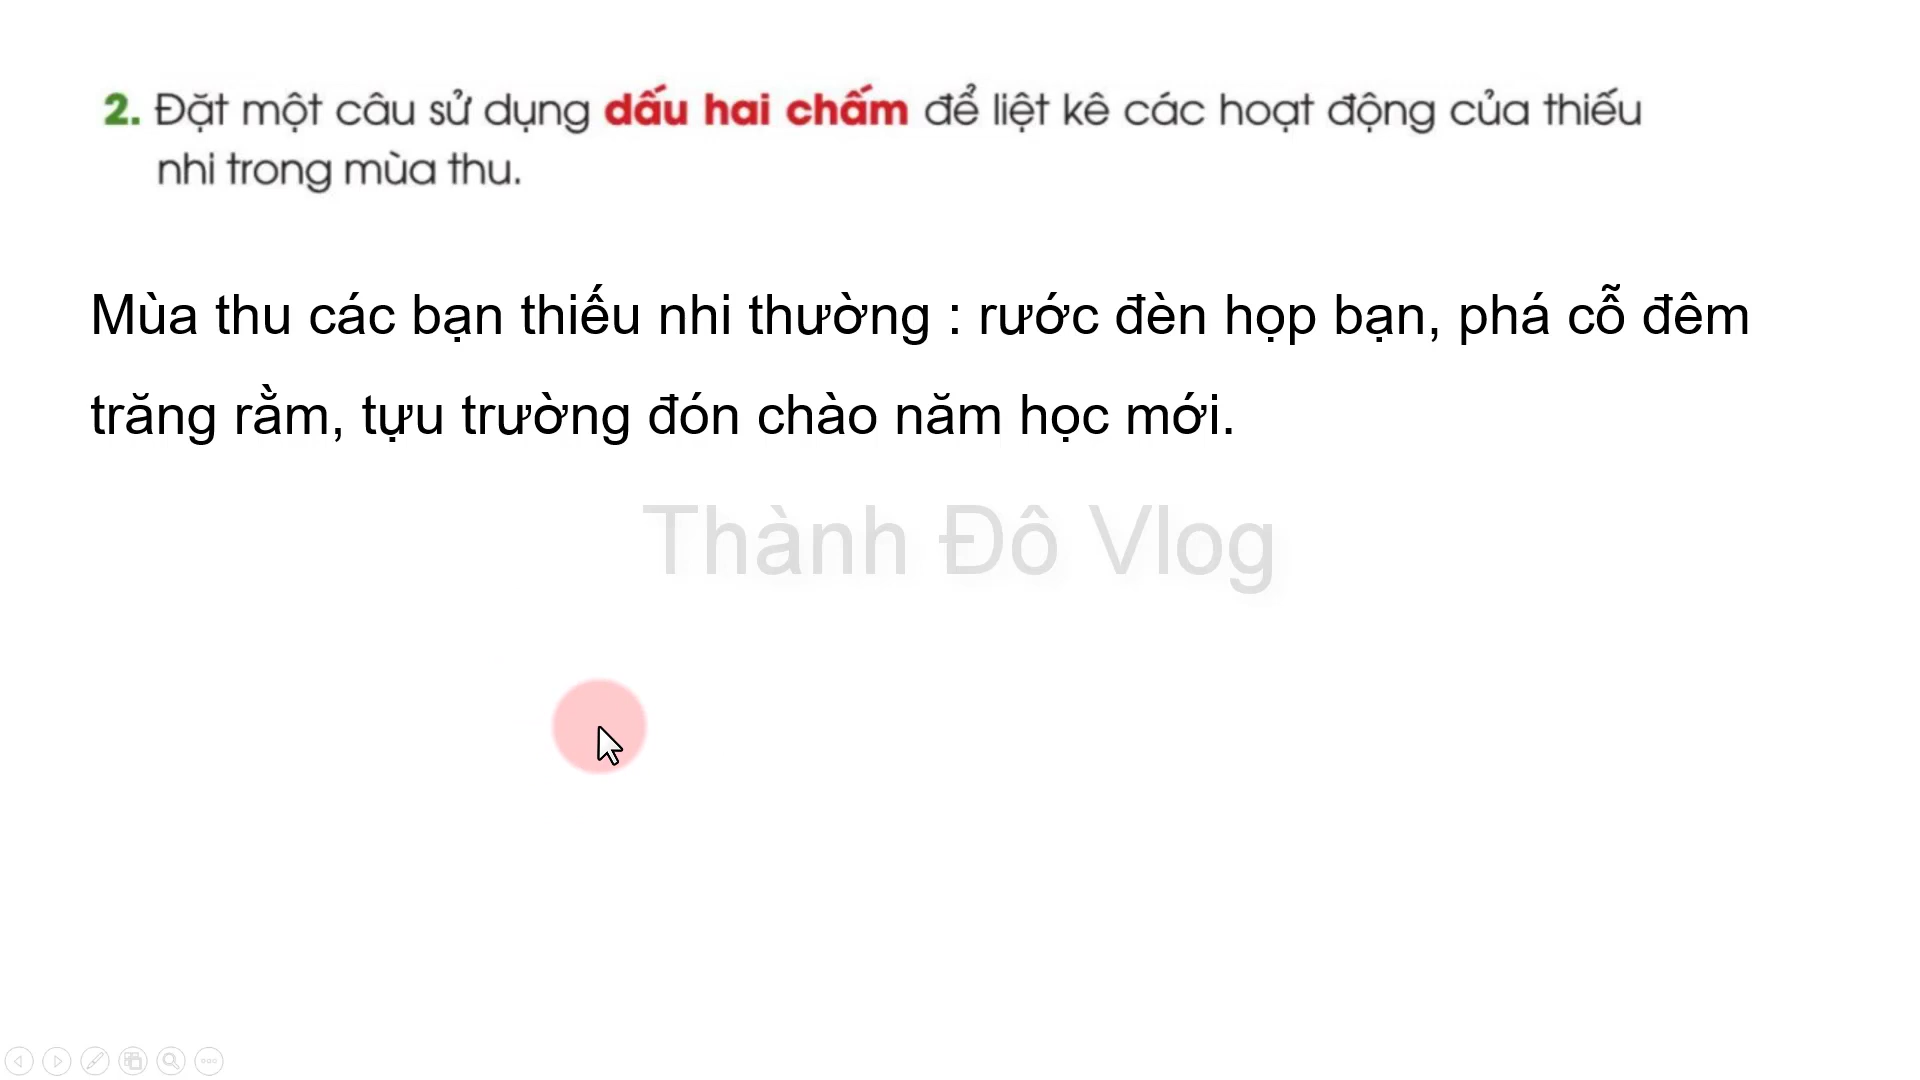 2. Đặt một câu sử dụng dấu hai chấm để liệt kê các hoạt động của thiếu
nhi trong mùa thu.
Mùa thu các bạn thiếu nhi thường : rước đèn họp bạn, phá cỗ đêm
trăng rằm, tựu trường đón chào năm học mới.
Thành Đô Vlog